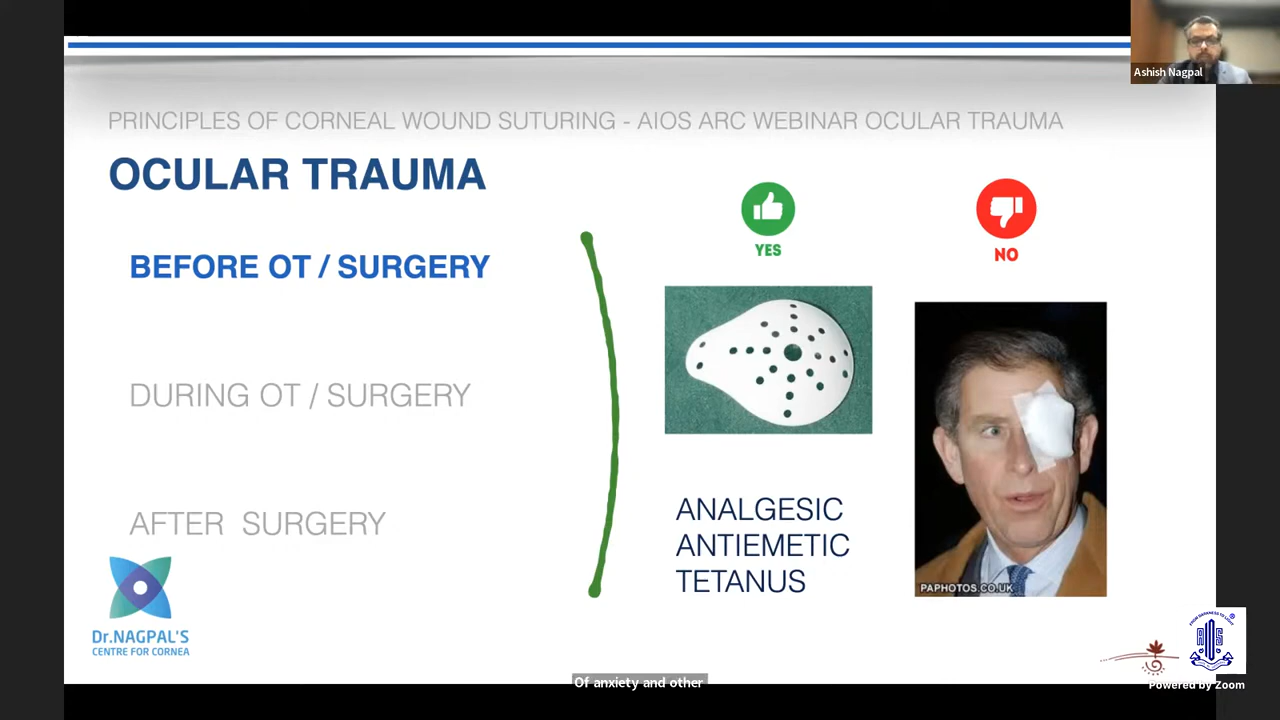 Ashish Nagpal
PRINCIPLES OF CORNEAL WOUND SUTURING - AIOS ARC WEBINAR OCULAR TRAUMA
OCULAR TRAUMA
YES
NO
BEFORE OT / SURGERY
DURING OT / SURGERY
AFTER SURGERY
ANALGESIC
ANTIEMETIC
TETANUS
PAPHOTOS.CO.UK
Dr.NAGPAL'S
CENTRE FOR CORNEA
Of anxiety and other
Powered by Zoom